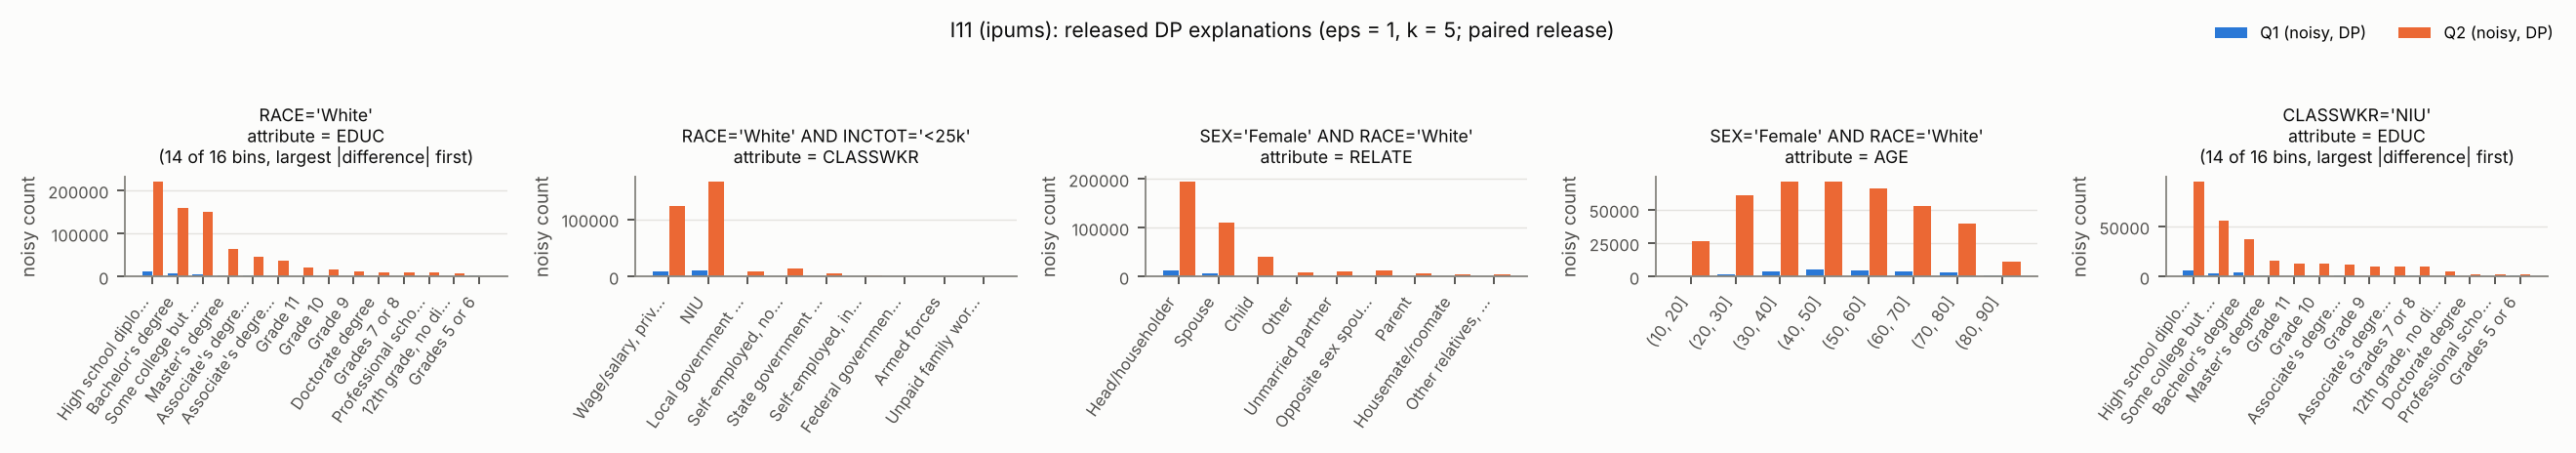 I11 (ipums): released DP explanations (eps = 1, k = 5; paired release)
Q1 (noisy, DP)
Q2 (noisy, DP)
RACE='White'
attribute = EDUC
(14 of 16 bins, largest |difference| first)
noisy count
200000
100000
0
High school diplo...
Bachelor's degree
Some college but ...
Master's degree
Associate's degre...
Associate's degre...
Grade 11
Grade 10
Grade 9
Doctorate degree
Grades 7 or 8
Professional scho...
12th grade, no di...
Grades 5 or 6
RACE='White' AND INCTOT='<25k'
attribute = CLASSWKR
noisy count
100000
0
Wage/salary, priv...
NIU
Local government ...
Self-employed, no...
State government ...
Self-employed, in...
Federal governmen...
Armed forces
Unpaid family wor...
SEX='Female' AND RACE='White'
attribute = RELATE
noisy count
200000
100000
0
Head/householder
Spouse
Child
Other
Unmarried partner
Opposite sex spou...
Parent
Housemate/roomate
Other relatives, ...
SEX='Female' AND RACE='White'
attribute = AGE
noisy count
50000
25000
0
(10, 20]
(20, 30]
(30, 40]
(40, 50]
(50, 60]
(60, 70]
(70, 80]
(80, 90]
CLASSWKR='NIU'
attribute = EDUC
(14 of 16 bins, largest |difference| first)
noisy count
50000
0
High school diplo...
Some college but ...
Bachelor's degree
Master's degree
Grade 11
Grade 10
Associate's degre...
Grade 9
Associate's degre...
Grades 7 or 8
12th grade, no di...
Doctorate degree
Professional scho...
Grades 5 or 6